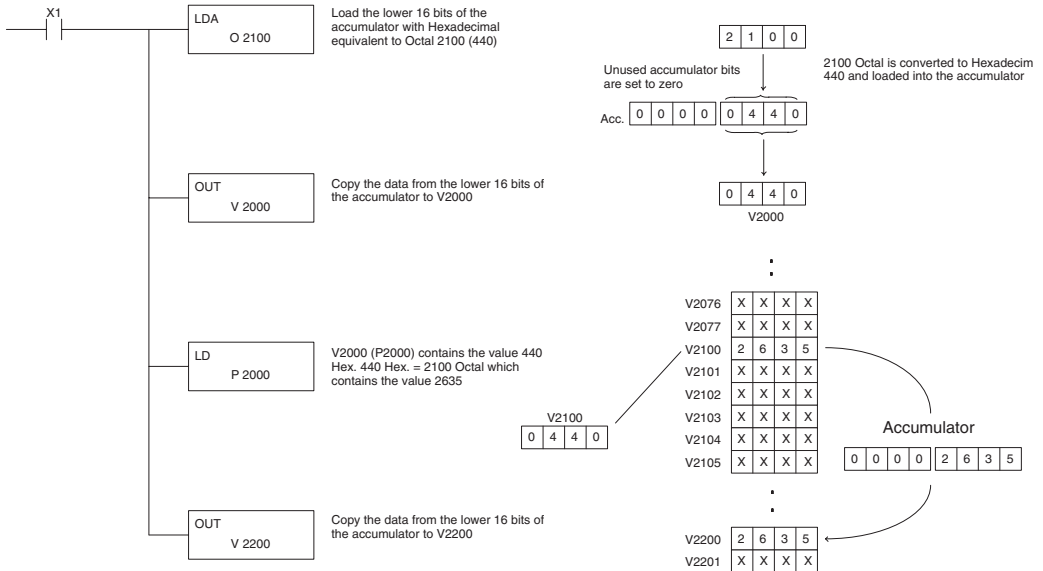 X1
LDA
O 2100
Load the lower 16 bits of the
accumulator with Hexadecimal
equivalent to Octal 2100 (440)
2 1 0 0
Unused accumulator bits
are set to zero
2100 Octal is converted to Hexadecim
440 and loaded into the accumulator
Acc. 0 0 0 0 0 4 4 0
OUT
V 2000
Copy the data from the lower 16 bits of
the accumulator to V2000
0 4 4 0
V2000
LD
P 2000
V2000 (P2000) contains the value 440
Hex. 440 Hex. = 2100 Octal which
contains the value 2635
V2100
0 4 4 0
V2076 X X X X
V2077 X X X X
V2100 2 6 3 5
V2101 X X X X
V2102 X X X X
V2103 X X X X
V2104 X X X X
V2105 X X X X
Accumulator
0 0 0 0 2 6 3 5
OUT
V 2200
Copy the data from the lower 16 bits of
the accumulator to V2200
V2200 2 6 3 5
V2201 X X X X